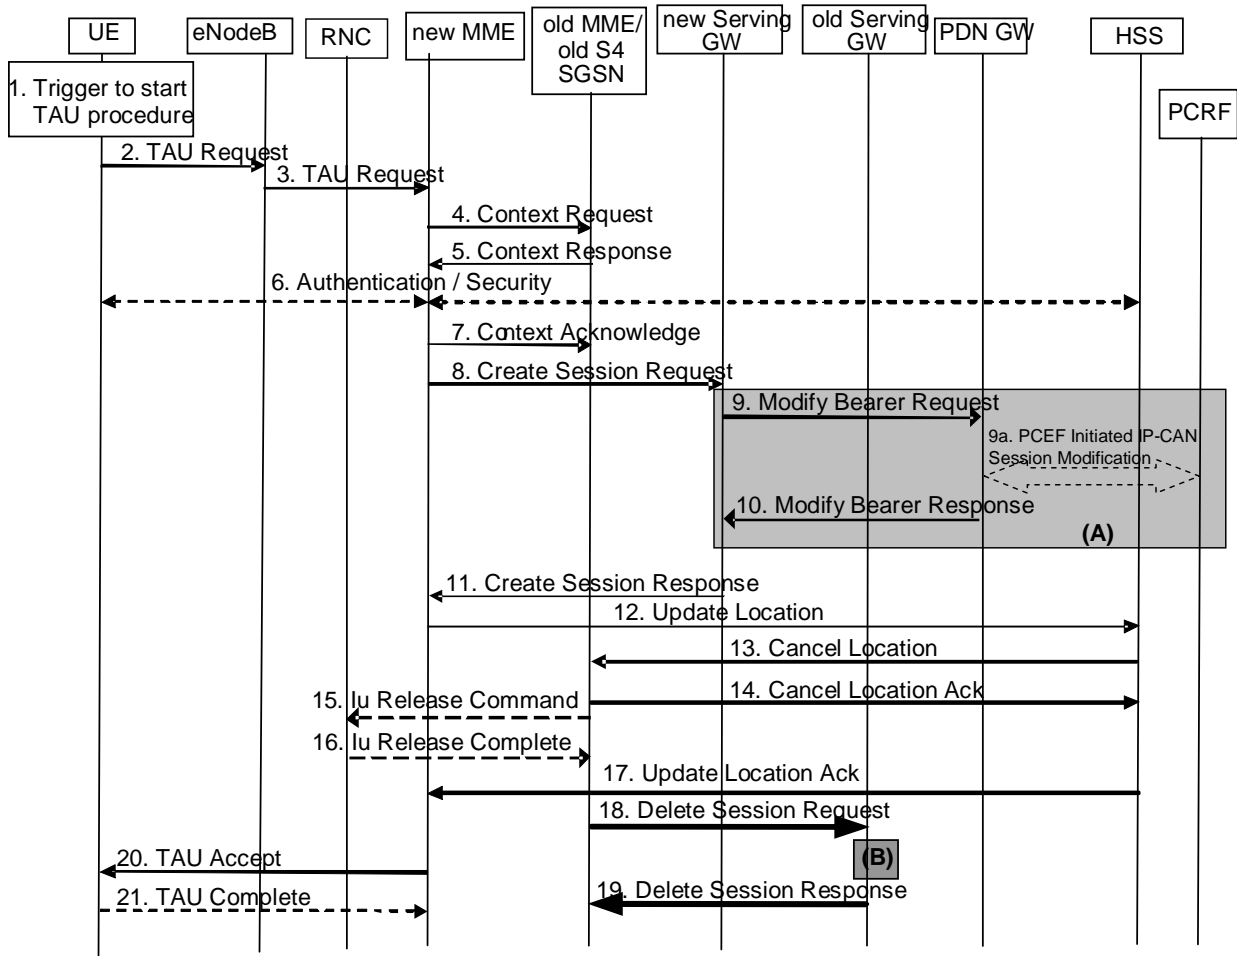 UE
eNodeB
RNC
new MME
old MME/
old S4
SGSN
new Serving
GW
old Serving
GW
PDN GW
HSS
PCRF
1. Trigger to start
TAU procedure
2. TAU Request
3. TAU Request
4. Context Request
5. Context Response
6. Authentication / Security
7. Context Acknowledge
8. Create Session Request
9. Modify Bearer Request
9a. PCEF Initiated IP-CAN
Session Modification
10. Modify Bearer Response
(A)
11. Create Session Response
12. Update Location
13. Cancel Location
14. Cancel Location Ack
15. Iu Release Command
16. Iu Release Complete
17. Update Location Ack
18. Delete Session Request
(B)
20. TAU Accept
19. Delete Session Response
21. TAU Complete